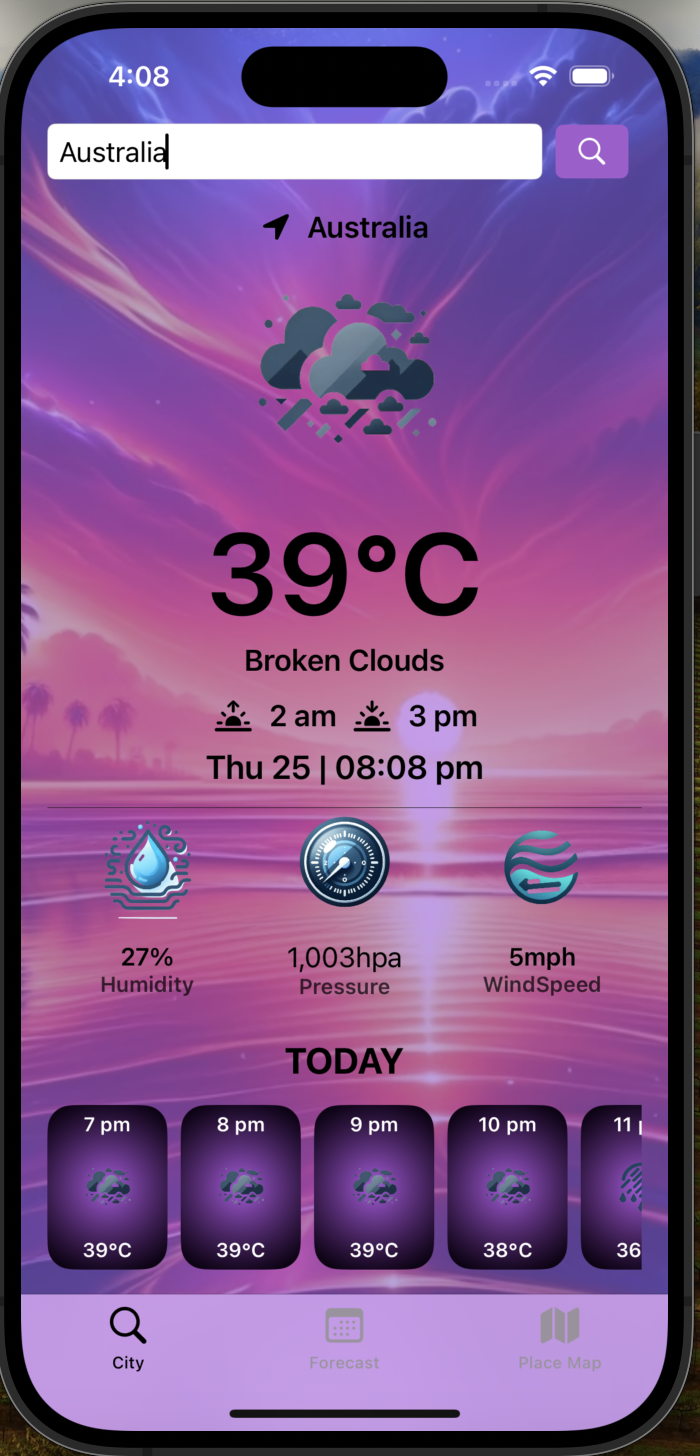 4:08
Australia
Australia
39°C
Broken Clouds
2 am 3 pm
Thu 25 | 08:08 pm
27% 1,003hpa 5mph
Humidity Pressure WindSpeed
TODAY
7 pm 8 pm 9 pm 10 pm 11
39°C 39°C 39°C 38°C 36
City Forecast Place Map